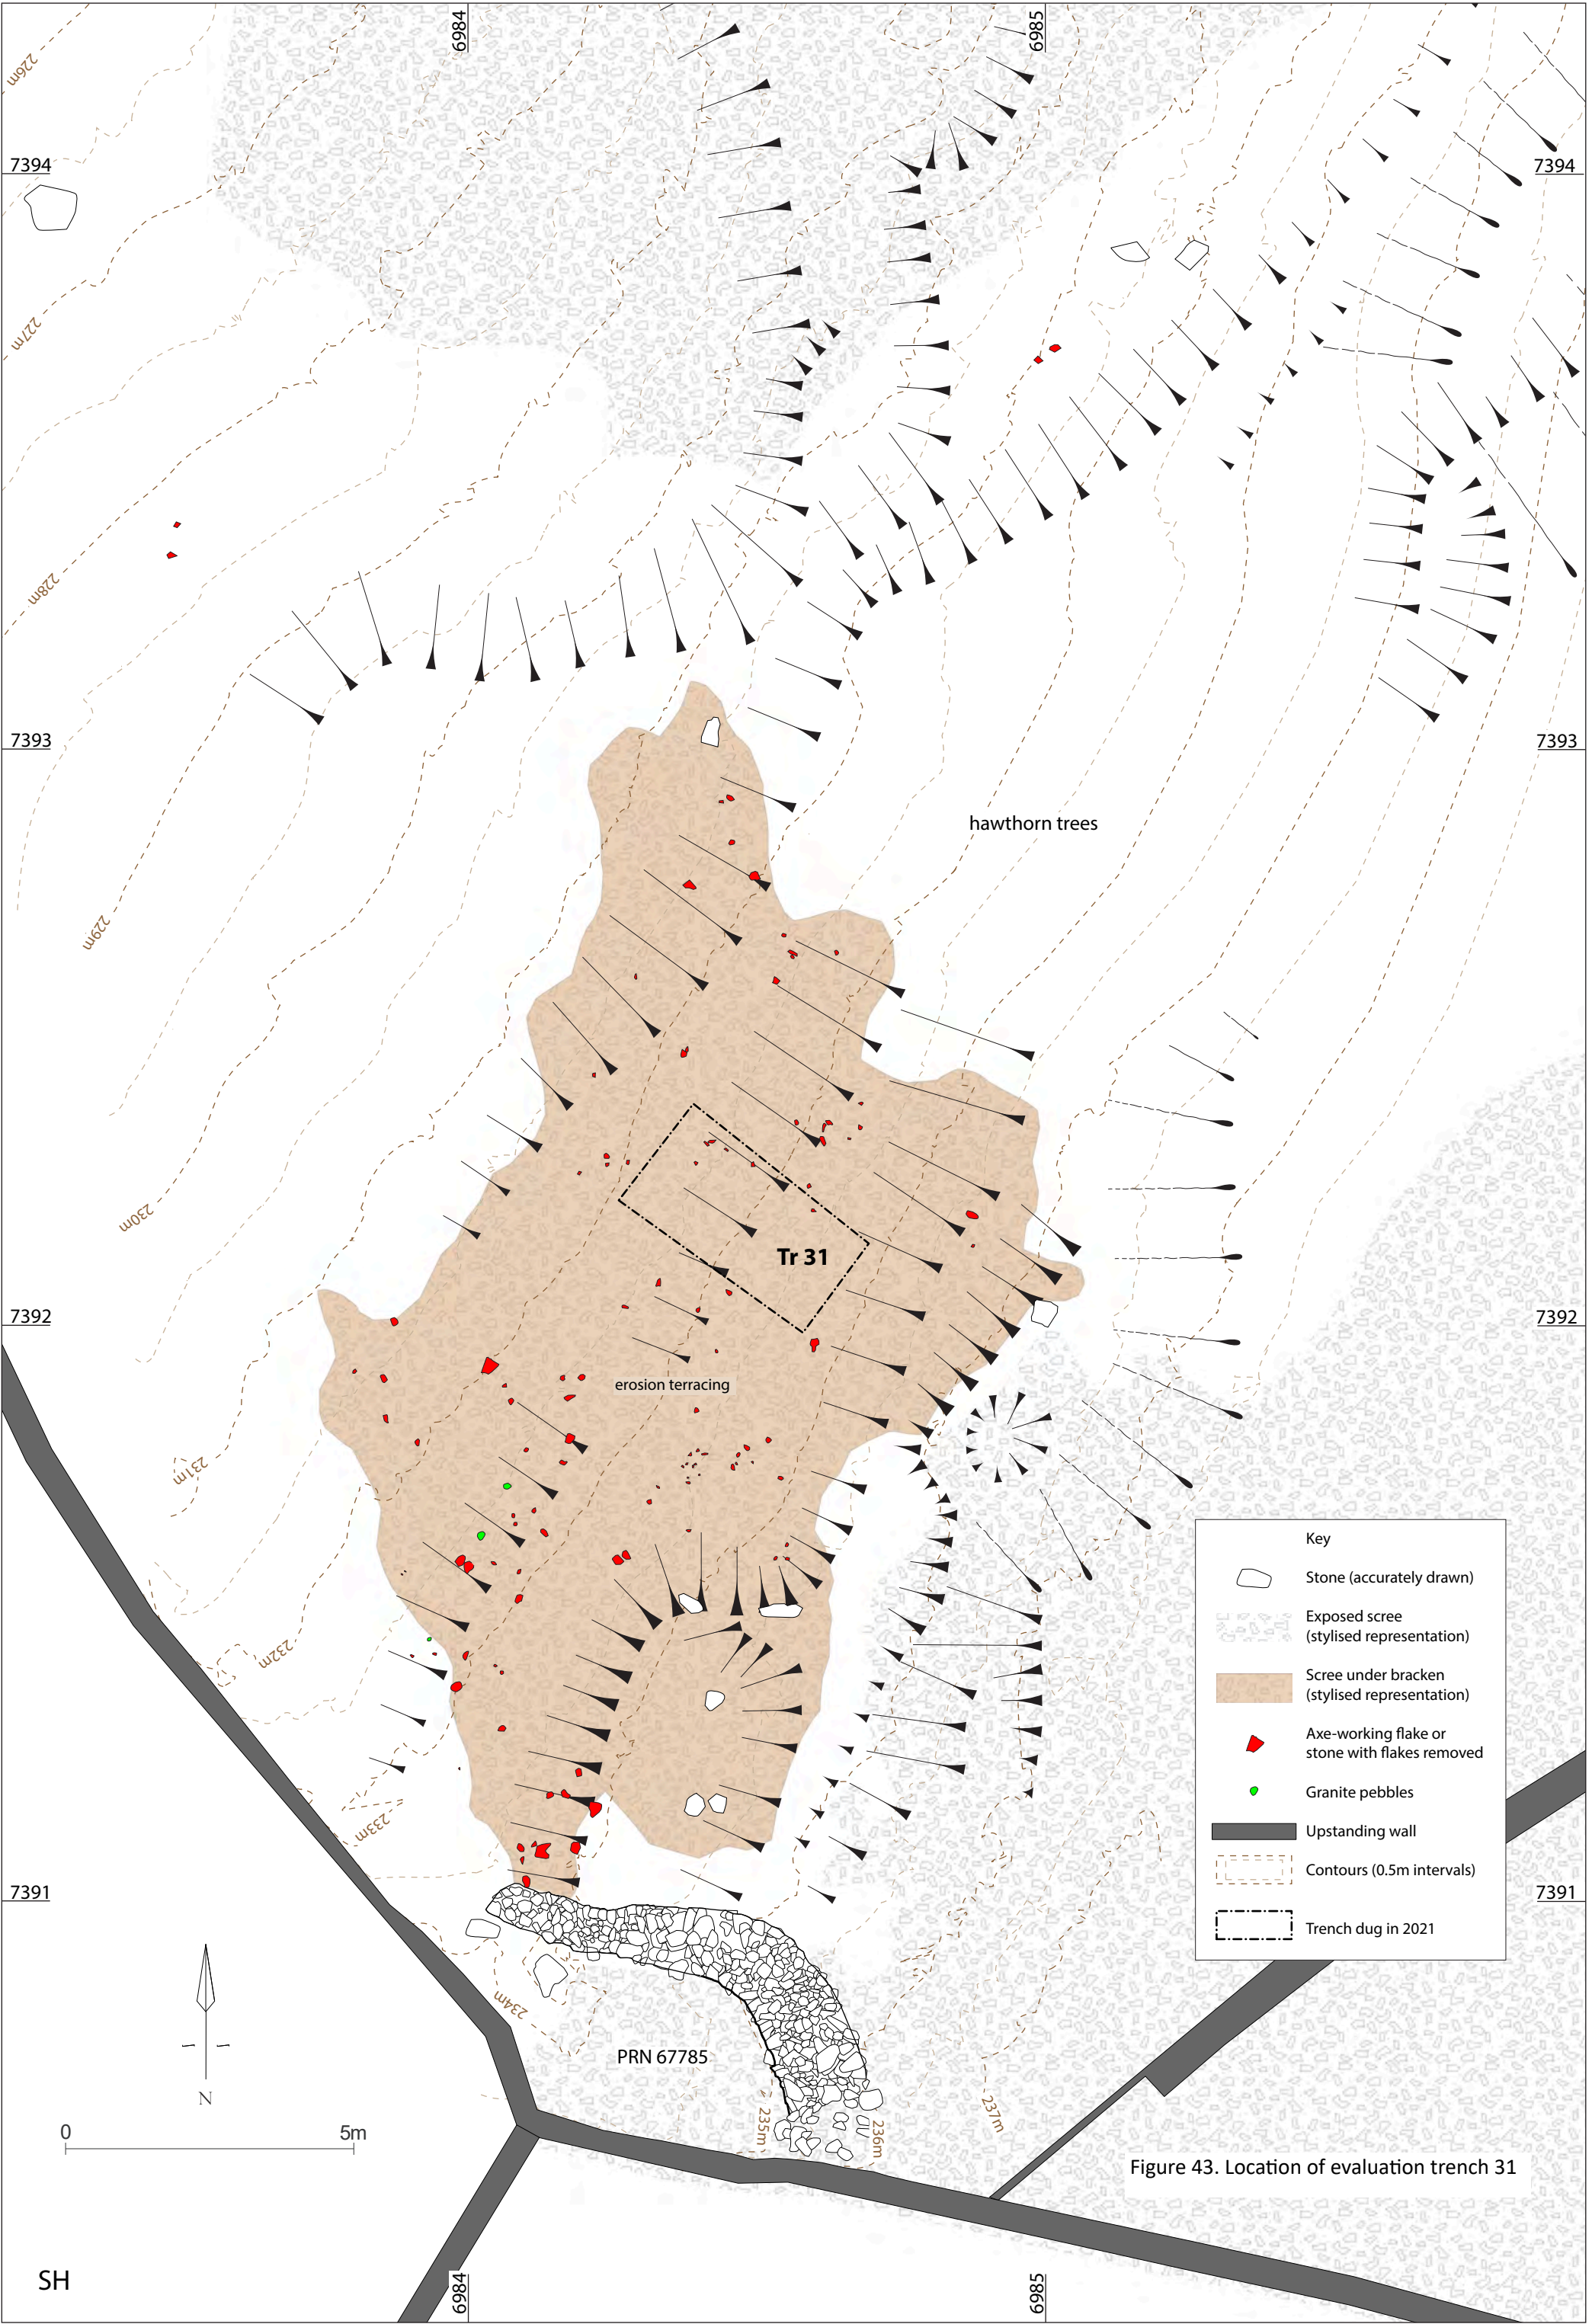 6984
6985
226m
7394
7394
227m
228m
7393
7393
hawthorn trees
229m
230m
Tr 31
7392
7392
erosion terracing
231m
Key
Stone (accurately drawn)
Exposed scree
(stylised representation)
232m
Scree under bracken
(stylised representation)
Axe-working flake or
stone with flakes removed
Granite pebbles
233m
Upstanding wall
Contours (0.5m intervals)
7391
7391
Trench dug in 2021
234m
PRN 67785
N
235m
236m
237m
0
5m
Figure 43. Location of evaluation trench 31
SH
6984
6985